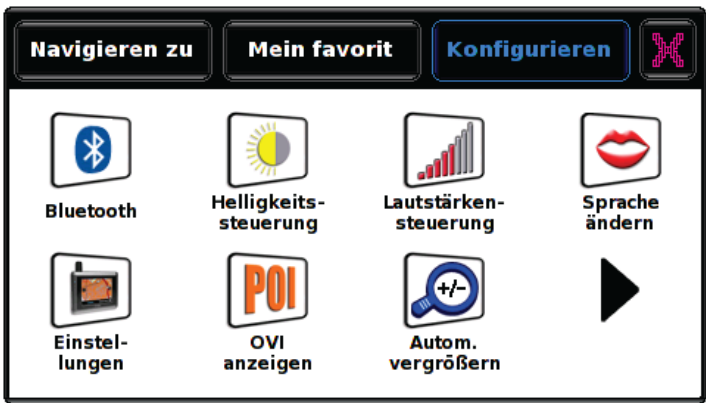 Navigieren zu
Mein favorit
Konfigurieren
Bluetooth
Helligkeits-
steuerung
Lautstärken-
steuerung
Sprache
ändern
POI
+/-
Einstel-
lungen
OVI
anzeigen
Autom.
vergrößern